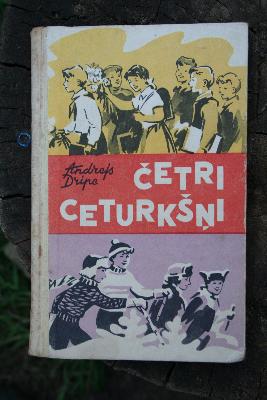 Andrejs
Dripe
ČETRI
CETURKŠŅI